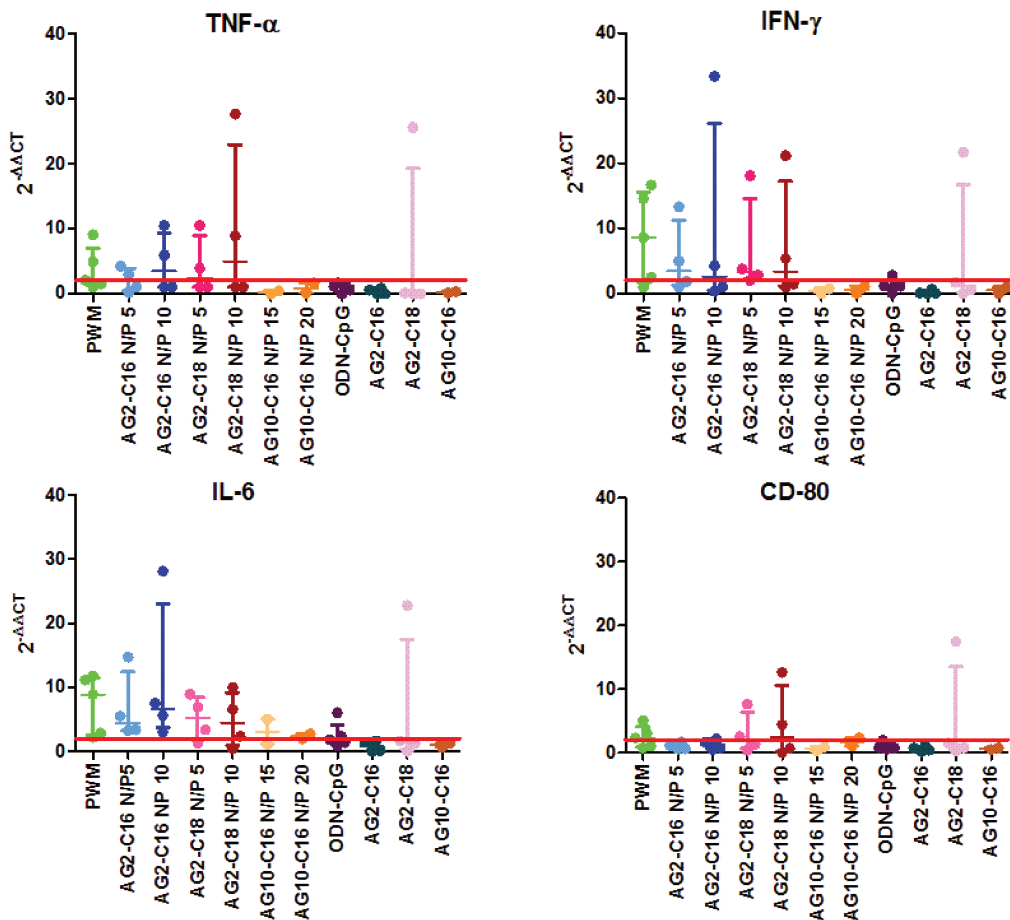 TNF-α
2-ΔΔCT
40
30
20
10
0
PWM
AG2-C16 N/P 5
AG2-C16 N/P 10
AG2-C18 N/P 5
AG2-C18 N/P 10
AG10-C16 N/P 15
AG10-C16 N/P 20
ODN-CpG
AG2-C16
AG2-C18
AG10-C16
IFN-γ
2-ΔΔCT
40
30
20
10
0
PWM
AG2-C16 N/P 5
AG2-C16 N/P 10
AG2-C18 N/P 5
AG2-C18 N/P 10
AG10-C16 N/P 15
AG10-C16 N/P 20
ODN-CpG
AG2-C16
AG2-C18
AG10-C16
IL-6
2-ΔΔCT
40
30
20
10
0
PWM
AG2-C16 N/P5
AG2-C16 NP 10
AG2-C18 N/P 5
AG2-C18 N/P 10
AG10-C16 N/P 15
AG10-C16 N/P 20
ODN-CpG
AG2-C16
AG2-C18
AG10-C16
CD-80
2-ΔΔCT
40
30
20
10
0
PWM
AG2-C16 N/P 5
AG2-C16 N/P 10
AG2-C18 N/P 5
AG2-C18 N/P 10
AG10-C16 N/P 15
AG10-C16 N/P 20
ODN-CpG
AG2-C16
AG2-C18
AG10-C16